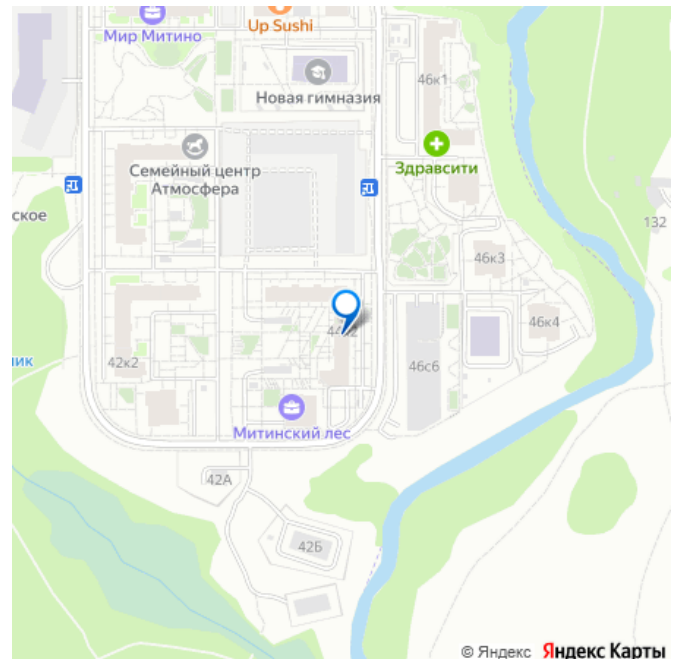 Up Sushi
Мир Митино
46к1
Новая гимназия
Здравсити
Семейный центр
Атмосфера
ское
132
46к3
46к4
42к2
46с6
ик
Митинский лес
42А
42Б
© Яндекс Яндекс Карты